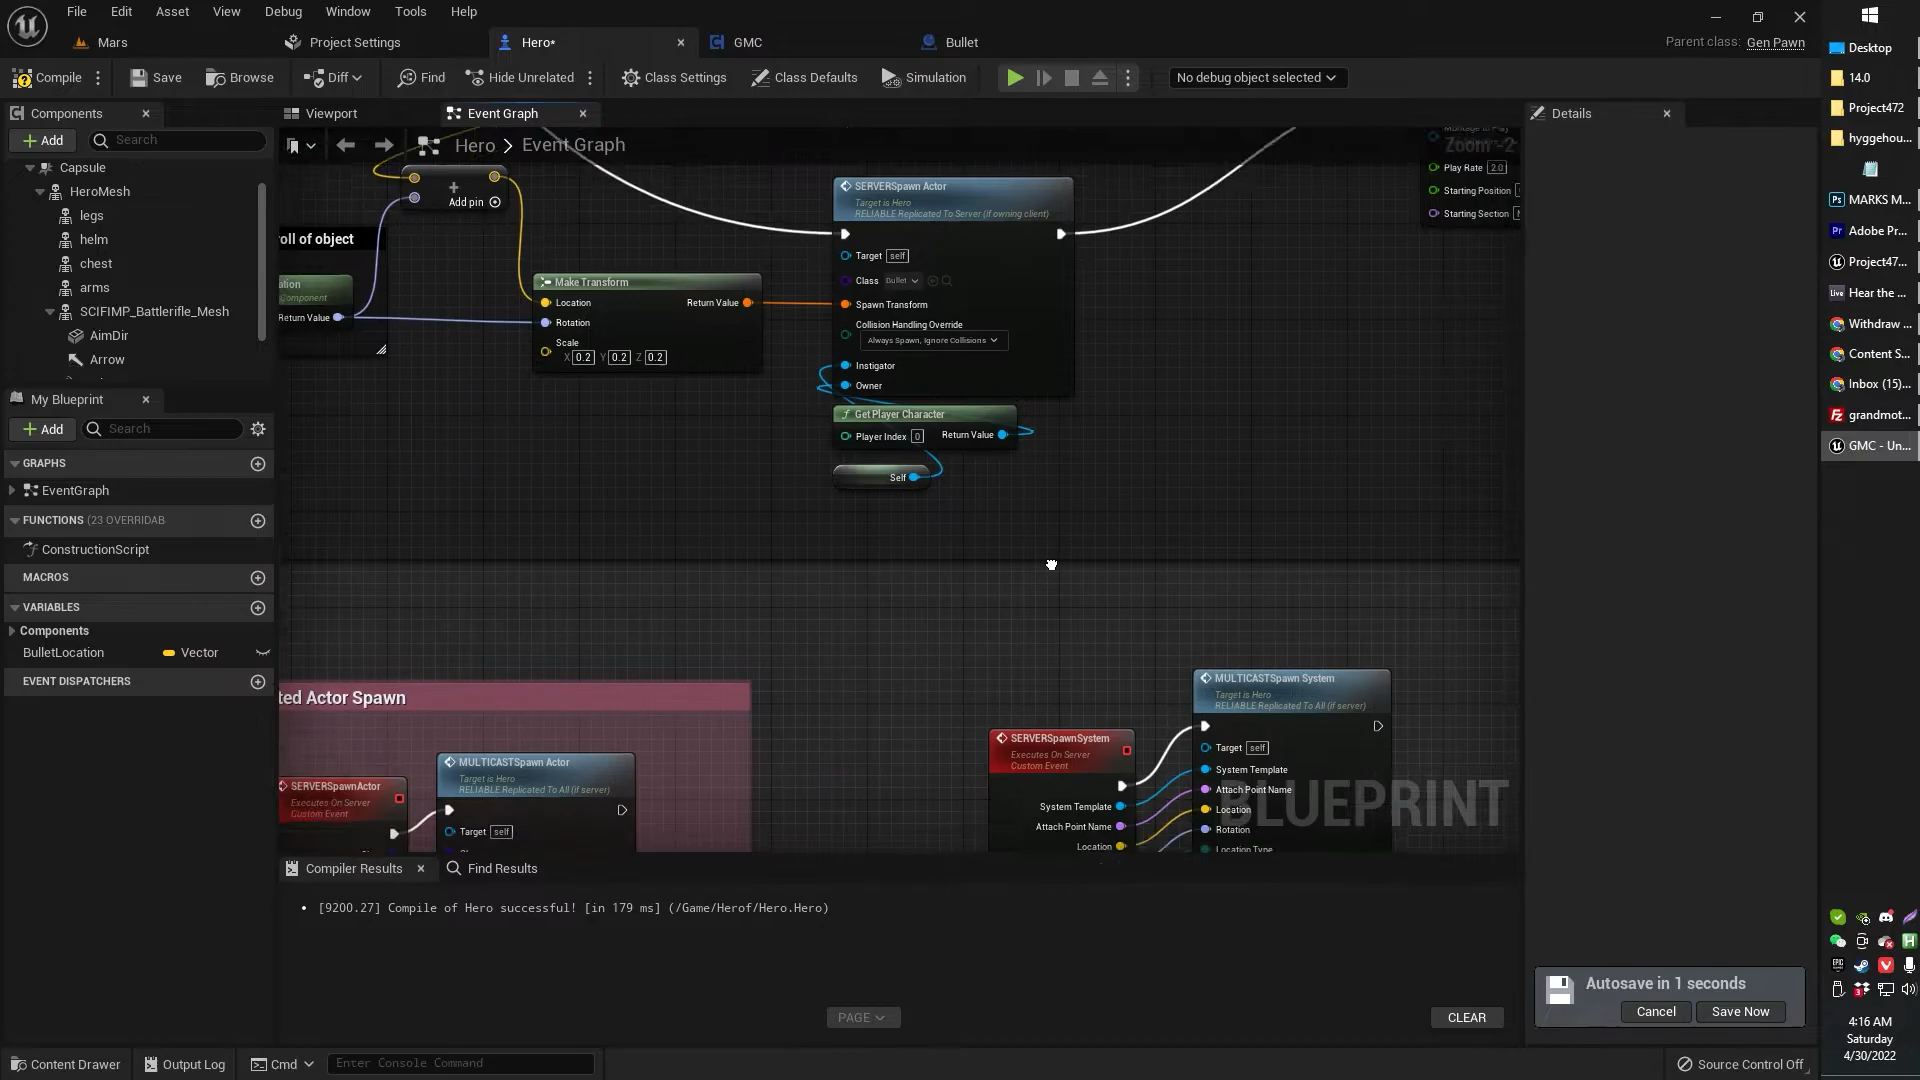 File Edit Asset View Debug Window Tools Help
Mars
Project Settings
Hero*
GMC
Bullet
Parent class: Gen Pawn
Compile
Save
Browse
Diff
Find
Hide Unrelated
Class Settings
Class Defaults
Simulation
No debug object selected
Components
Add
Search
Capsule
HeroMesh
legs
helm
chest
arms
SCIFIMP_Battlerifle_Mesh
AimDir
Arrow
My Blueprint
Add
Search
GRAPHS
EventGraph
FUNCTIONS (23 OVERRIDAB
ConstructionScript
MACROS
VARIABLES
Components
BulletLocation
Vector
EVENT DISPATCHERS
Viewport
Event Graph
Hero > Event Graph
Zoom -2
Add pin
oll of object
ation
Component
Return Value
Make Transform
Location
Return Value
Rotation
Scale
X 0.2 Y 0.2 Z 0.2
SERVERSpawn Actor
Target is Hero
RELIABLE Replicated To Server (if owning client)
Target self
Class Bullet
Spawn Transform
Collision Handling Override
Always Spawn, Ignore Collisions
Instigator
Owner
Get Player Character
Player Index 0
Return Value
Self
Montage to Play
Play Rate 2.0
Starting Position
Starting Section
ted Actor Spawn
SERVERSpawnActor
Executes On Server
Custom Event
MULTICASTSpawn Actor
Target is Hero
RELIABLE Replicated To All (if server)
Target self
SERVERSpawnSystem
Executes On Server
Custom Event
System Template
Attach Point Name
Location
MULTICASTSpawn System
Target is Hero
RELIABLE Replicated To All (if server)
Target self
System Template
Attach Point Name
Location
Rotation
Location Type
BLUEPRINT
Compiler Results
Find Results
[9200.27] Compile of Hero successful! [in 179 ms] (/Game/Herof/Hero.Hero)
PAGE
CLEAR
Details
Autosave in 1 seconds
Cancel
Save Now
Content Drawer
Output Log
Cmd
Enter Console Command
Source Control Off
Desktop
14.0
Project472
hyggehou...
MARKS M...
Adobe Pr...
Project47...
Hear the ...
Withdraw ...
Content S...
Inbox (15)...
grandmot...
GMC - Un...
4:16 AM
Saturday
4/30/2022